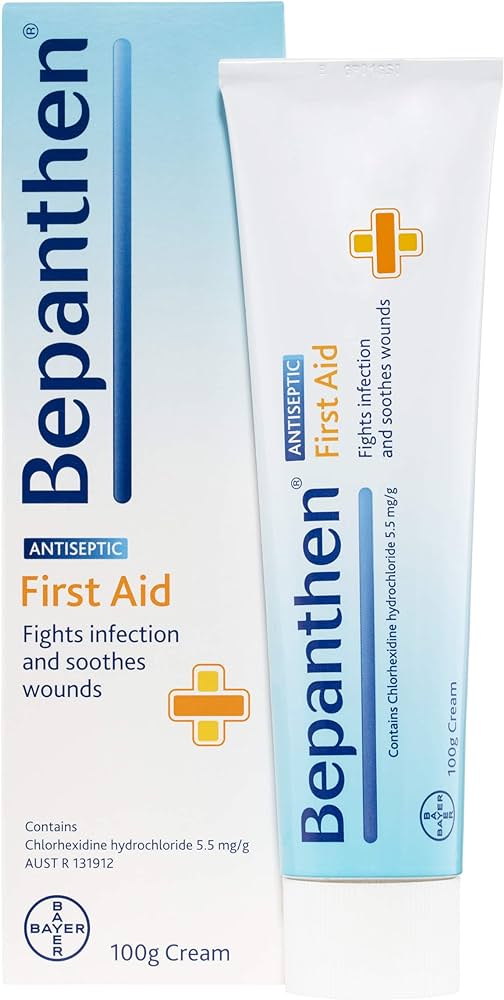 Bepanthen®
ANTISEPTIC
First Aid
Fights infection
and soothes
wounds
Contains
Chlorhexidine hydrochloride 5.5 mg/g
AUST R 131912
BAYER
BAYER
100g Cream
Bepanthen®
ANTISEPTIC
First Aid
Fights infection
and soothes wounds
Contains Chlorhexidine hydrochloride 5.5 mg/g
100g Cream
BAYER
BAYER